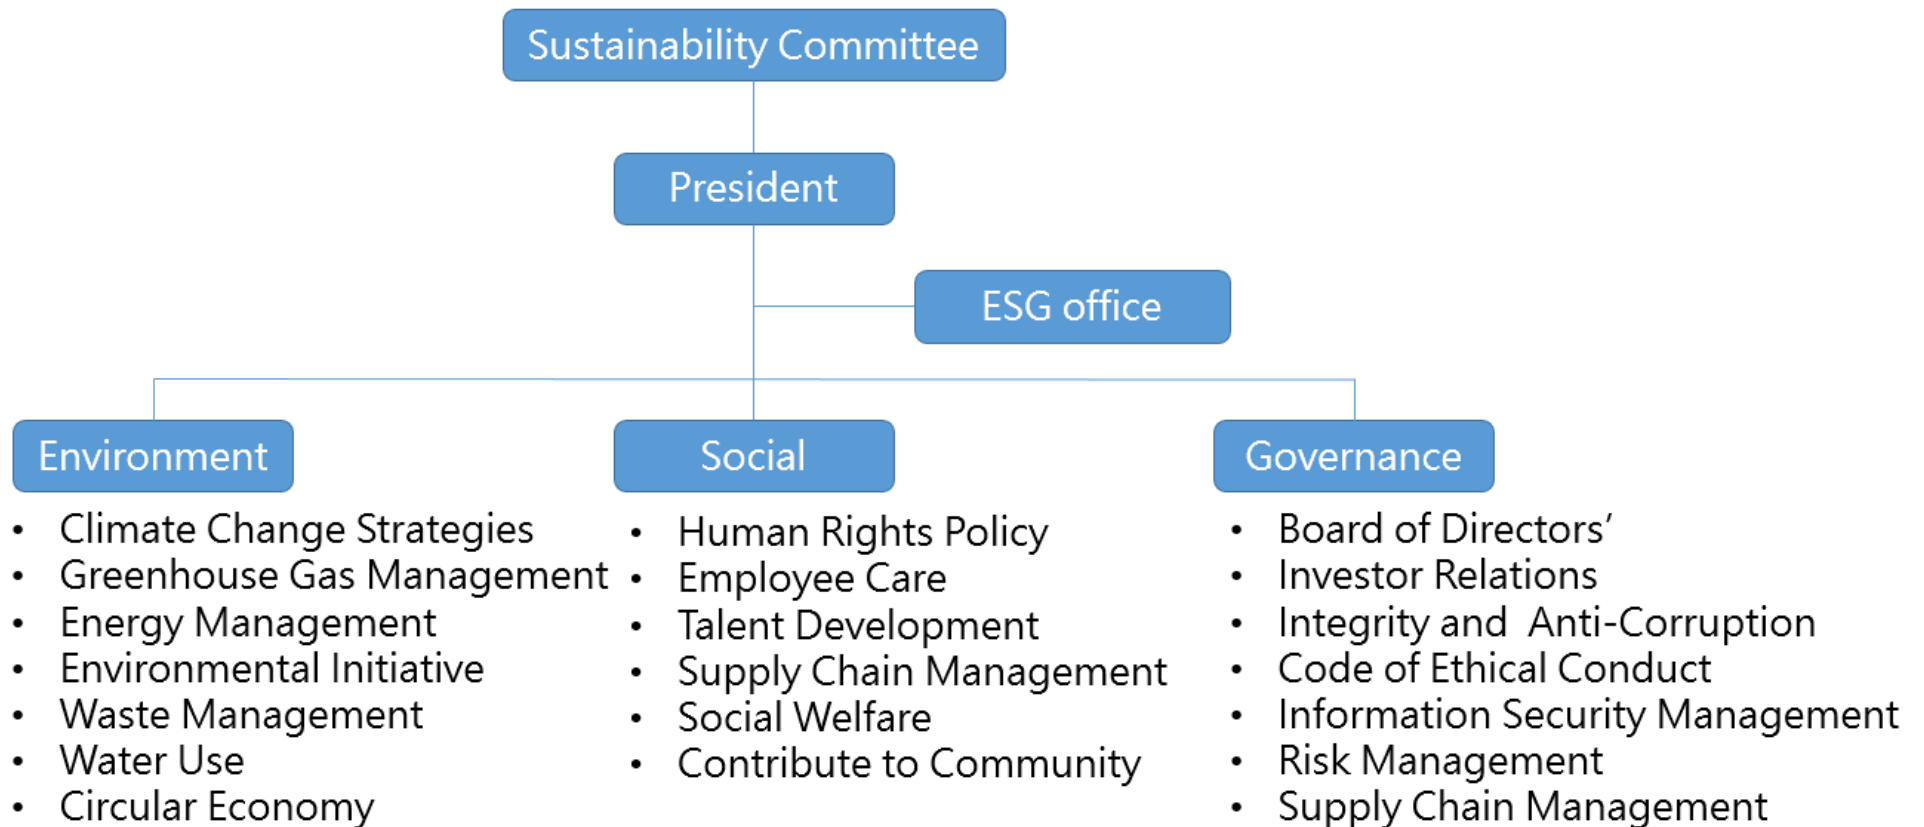 Sustainability Committee
President
ESG office
Environment
• Climate Change Strategies
• Greenhouse Gas Management
• Energy Management
• Environmental Initiative
• Waste Management
• Water Use
• Circular Economy
Social
• Human Rights Policy
• Employee Care
• Talent Development
• Supply Chain Management
• Social Welfare
• Contribute to Community
Governance
• Board of Directors’
• Investor Relations
• Integrity and  Anti-Corruption
• Code of Ethical Conduct
• Information Security Management
• Risk Management
• Supply Chain Management